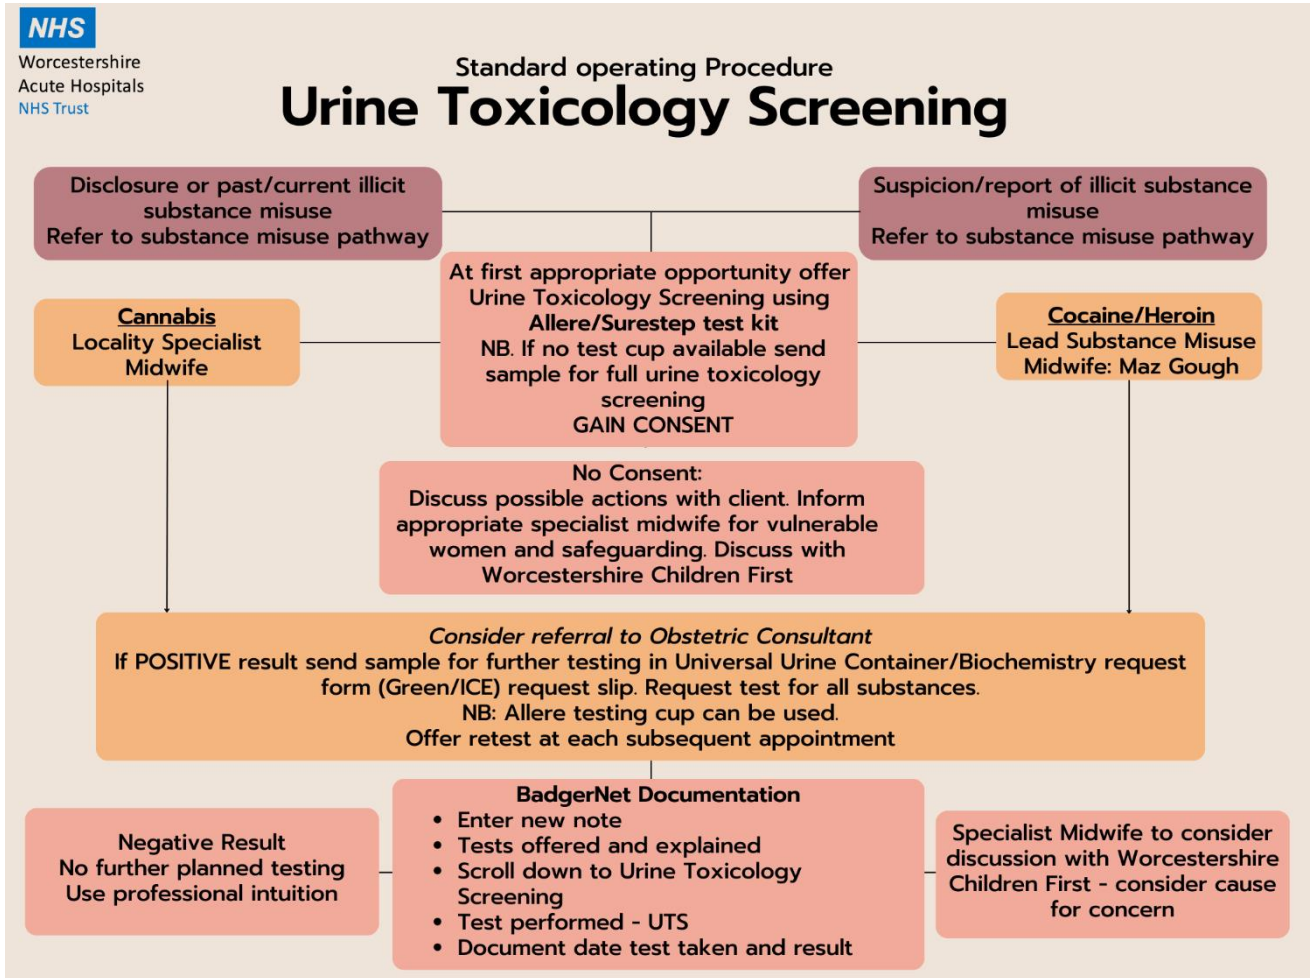 NHS
Worcestershire
Acute Hospitals
NHS Trust
Standard operating Procedure
Urine Toxicology Screening
Disclosure or past/current illicit
substance misuse
Refer to substance misuse pathway
Suspicion/report of illicit substance
misuse
Refer to substance misuse pathway
At first appropriate opportunity offer
Urine Toxicology Screening using
Allere/Surestep test kit
NB. If no test cup available send
sample for full urine toxicology
screening
GAIN CONSENT
Cannabis
Locality Specialist
Midwife
Cocaine/Heroin
Lead Substance Misuse
Midwife: Maz Gough
No Consent:
Discuss possible actions with client. Inform
appropriate specialist midwife for vulnerable
women and safeguarding. Discuss with
Worcestershire Children First
Consider referral to Obstetric Consultant
If POSITIVE result send sample for further testing in Universal Urine Container/Biochemistry request
form (Green/ICE) request slip. Request test for all substances.
NB: Allere testing cup can be used.
Offer retest at each subsequent appointment
Negative Result
No further planned testing
Use professional intuition
BadgerNet Documentation
• Enter new note
• Tests offered and explained
• Scroll down to Urine Toxicology
Screening
• Test performed - UTS
• Document date test taken and result
Specialist Midwife to consider
discussion with Worcestershire
Children First - consider cause
for concern